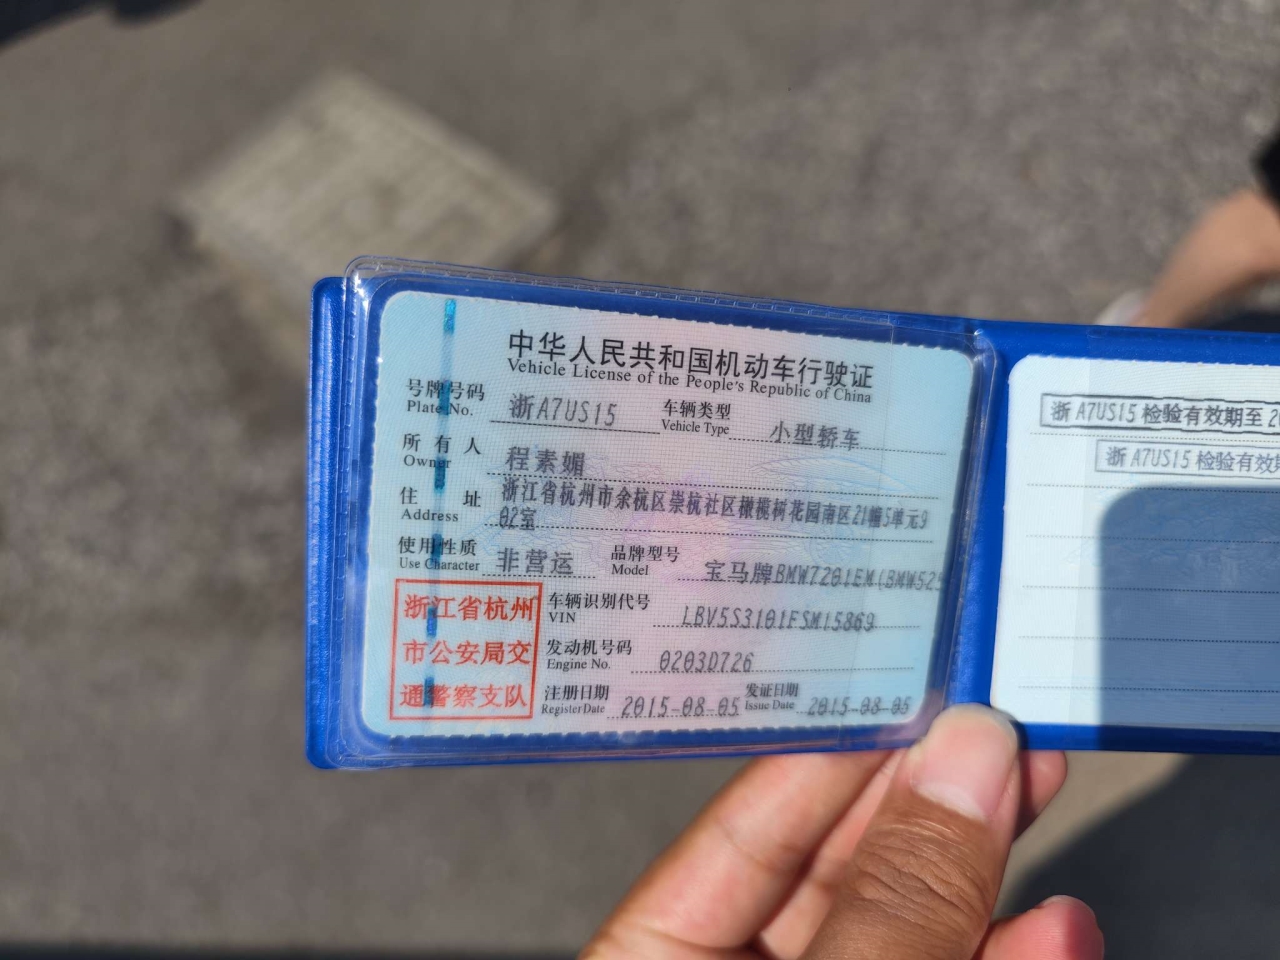 中华人民共和国机动车行驶证
Vehicle License of the People's Republic of China
号牌号码 浙A7US15 车辆类型 小型轿车
Plate No. Vehicle Type
所有人 程素媚
Owner
住址 浙江省杭州市余杭区崇杭社区橄榄树花园南区21幢5单元9
Address 02室
使用性质 非营运 品牌型号 宝马牌BMW7201EM(BMW525
Use Character Model
浙江省杭州
市公安局交
通警察支队
车辆识别代号 LBV5S3101FSM15869
VIN
发动机号码 0203D726
Engine No.
注册日期 2015-08-05 发证日期 2015-08-05
Register Date Issue Date
浙A7US15 检验有效期至 20
浙A7US15 检验有效期